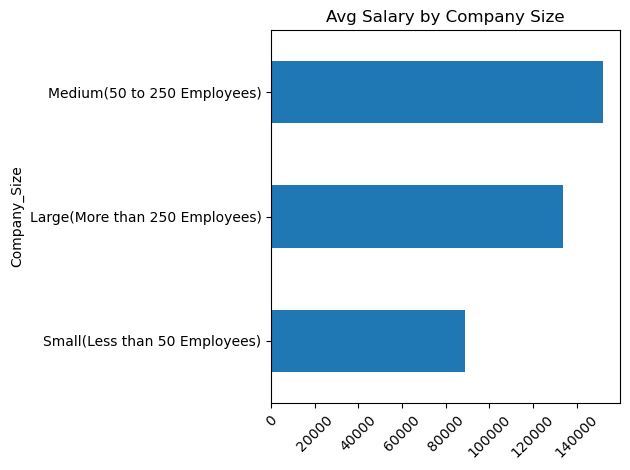 Avg Salary by Company Size
Company_Size
Medium(50 to 250 Employees)
Large(More than 250 Employees)
Small(Less than 50 Employees)
0
20000
40000
60000
80000
100000
120000
140000